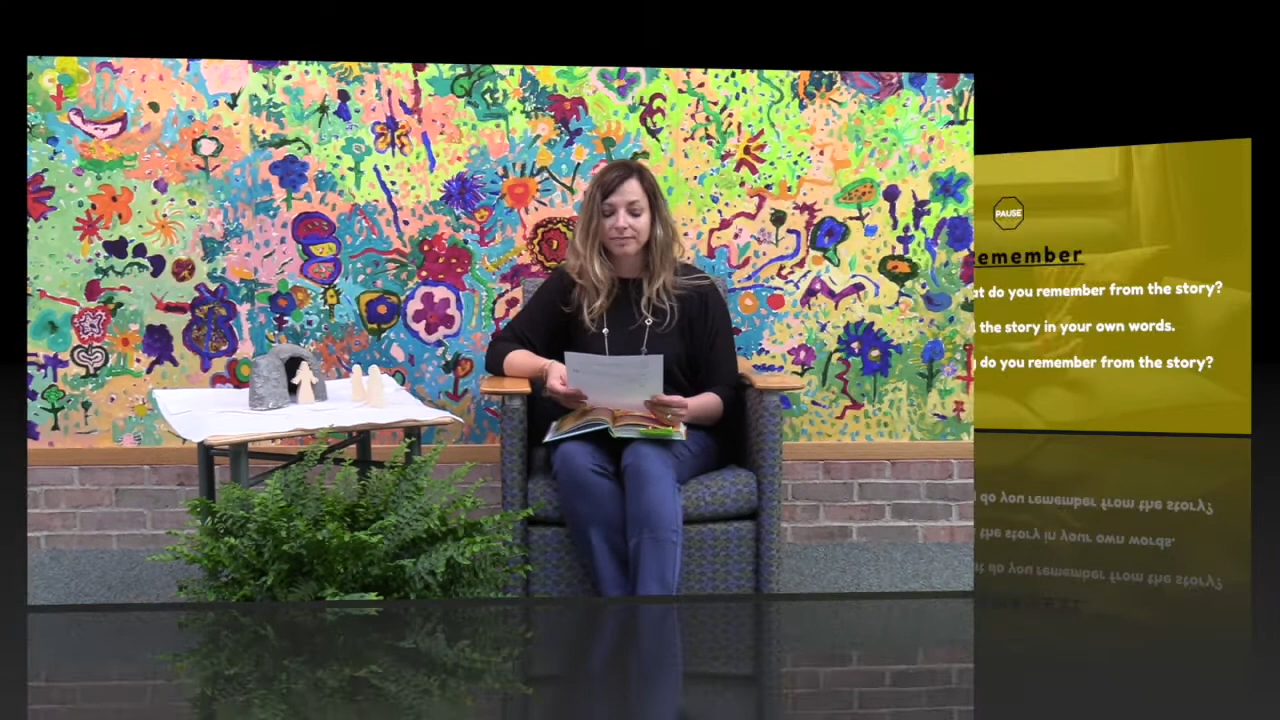 PAUSE
emember
at do you remember from the story?
the story in your own words.
do you remember from the story?